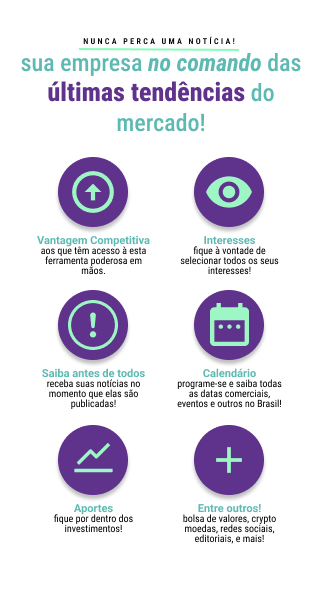 NUNCA PERCA UMA NOTÍCIA!
sua empresa no comando das
últimas tendências do
mercado!
Vantagem Competitiva
aos que têm acesso à esta
ferramenta poderosa em
mãos.
Interesses
fique à vontade de
selecionar todos os seus
interesses!
Saiba antes de todos
receba suas notícias no
momento que elas são
publicadas!
Calendário
programe-se e saiba todas
as datas comerciais,
eventos e outros no Brasil!
Aportes
fique por dentro dos
investimentos!
Entre outros!
bolsa de valores, crypto
moedas, redes sociais,
editoriais, e mais!